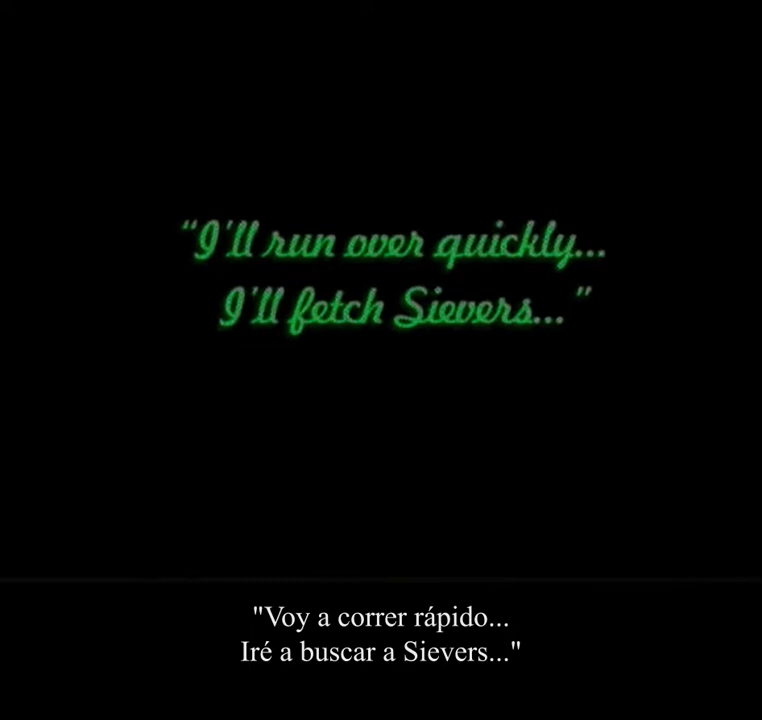 “I'll run over quickly...
I'll fetch Sievers...”
"Voy a correr rápido...
Iré a buscar a Sievers..."